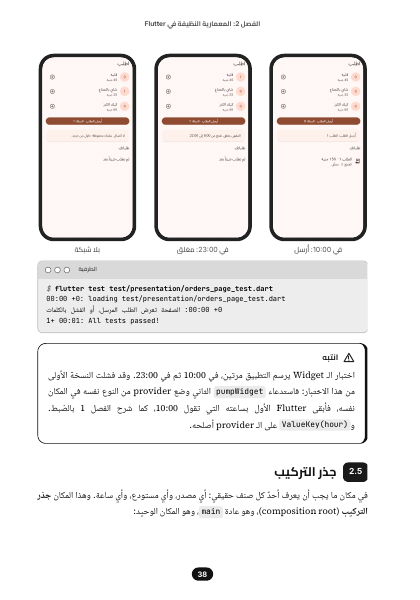 الفصل 2: المعمارية النظيفة في Flutter
اطلب
اطلب
اطلب
في 10:00: أرسل
في 23:00: مغلق
بلا شبكة
الطرفية
$ flutter test test/presentation/orders_page_test.dart
00:00 +0: loading test/presentation/orders_page_test.dart
00:00 +0: الصفحة تعرض الطلب المرسل، أو الفشل بالكلمات
00:01 +1: All tests passed!
انتبه
اختبار الـ Widget يرسم التطبيق مرتين، في 10:00 ثم في 23:00. وقد فشلت النسخة الأولى
من هذا الاختبار: فاستدعاء pumpWidget الثاني وضع provider من النوع نفسه في المكان
نفسه، فأبقى Flutter الأول بساعته التي تقول 10:00، كما شرح الفصل 1 بالضبط.
و ValueKey(hour) على الـ provider أصلحه.
2.5 جذر التركيب
في مكان ما يجب أن يعرف أحدٌ كل صنف حقيقي: أي مصدر، وأي مستودع، وأي ساعة. وهذا المكان جذر
التركيب (composition root)، وهو عادة main، وهو المكان الوحيد:
38